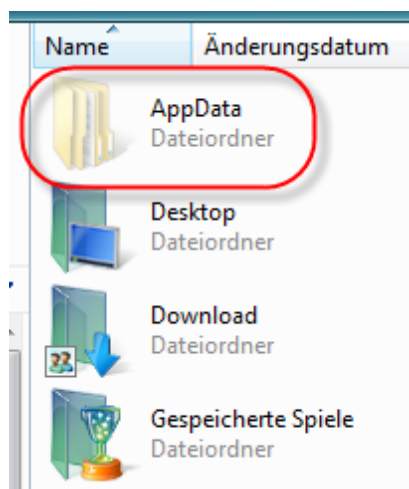 Name Änderungsdatum
AppData
Dateiordner
Desktop
Dateiordner
Download
Dateiordner
Gespeicherte Spiele
Dateiordner